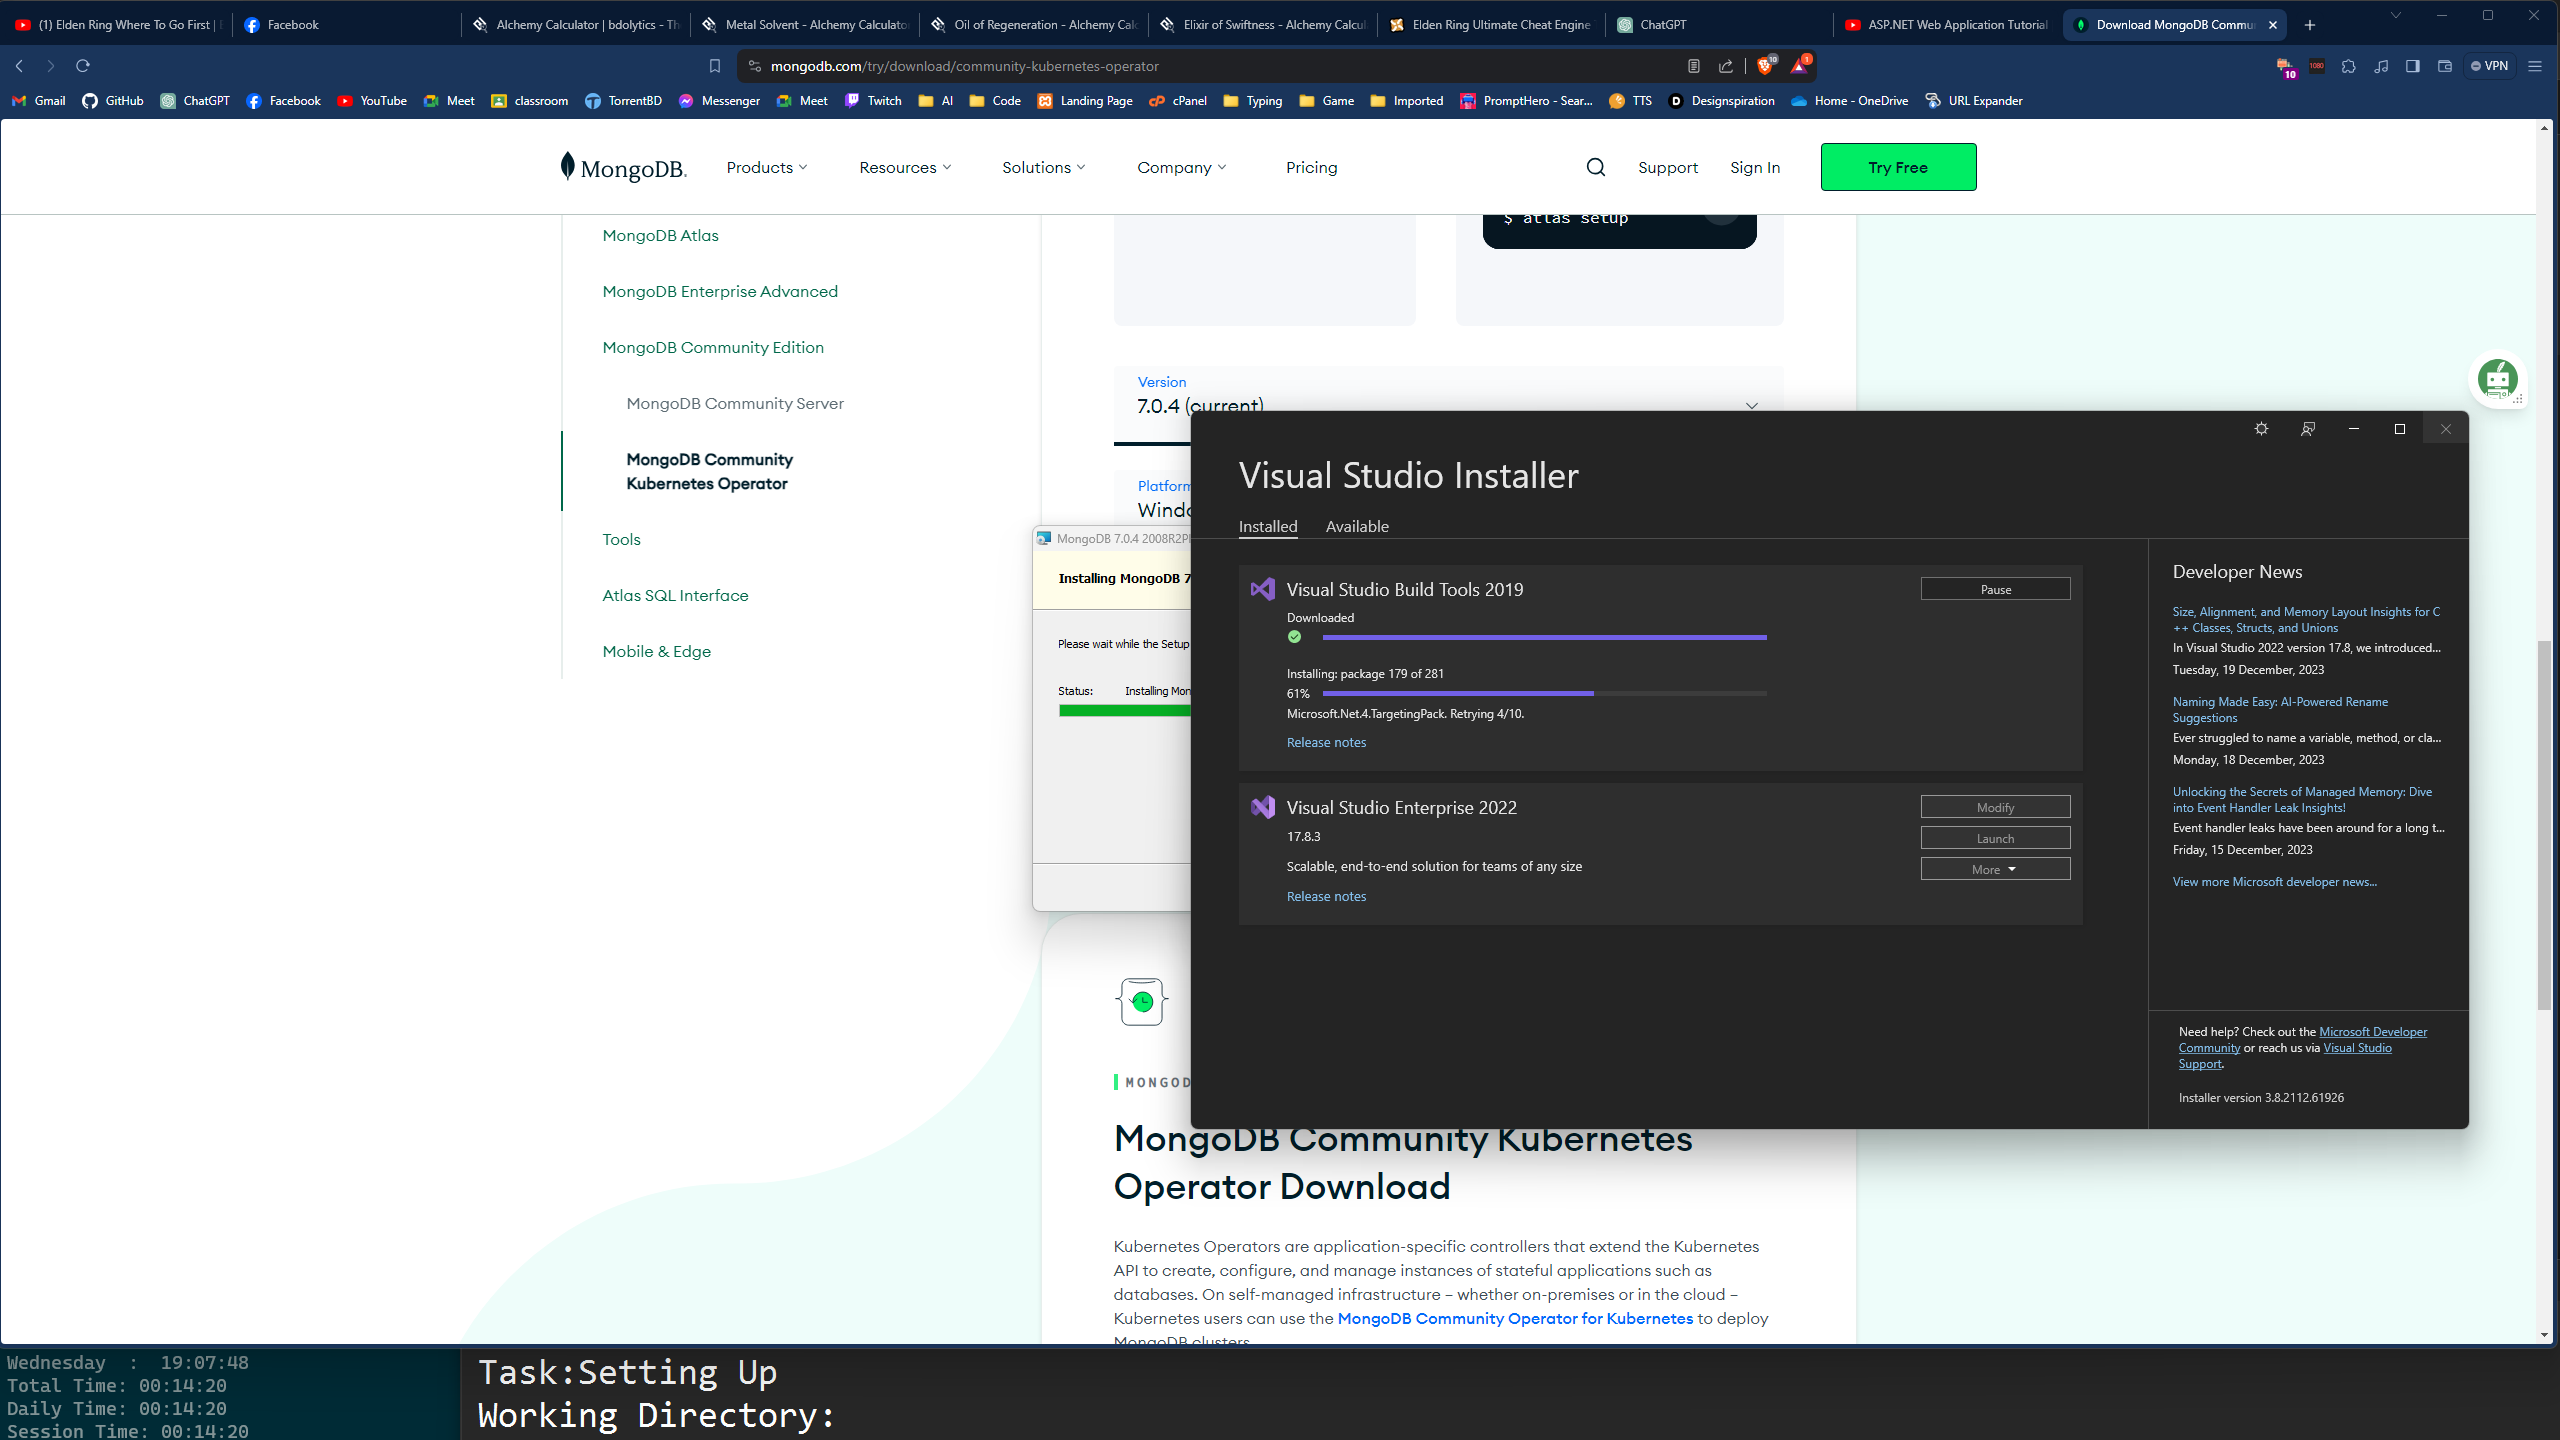 (1) Elden Ring Where To Go First |
Facebook
Alchemy Calculator | bdolytics - Th
Metal Solvent - Alchemy Calculator
Oil of Regeneration - Alchemy Calc
Elixir of Swiftness - Alchemy Calcul
Elden Ring Ultimate Cheat Engine
ChatGPT
ASP.NET Web Application Tutorial
Download MongoDB Commu
mongodb.com/try/download/community-kubernetes-operator
10
1
10
1080
VPN
Gmail
GitHub
ChatGPT
Facebook
YouTube
Meet
classroom
TorrentBD
Messenger
Meet
Twitch
AI
Code
Landing Page
cPanel
Typing
Game
Imported
PromptHero - Sear...
TTS
Designspiration
Home - OneDrive
URL Expander
MongoDB.
Products
Resources
Solutions
Company
Pricing
Support
Sign In
Try Free
$ atlas setup
MongoDB Atlas
MongoDB Enterprise Advanced
MongoDB Community Edition
MongoDB Community Server
MongoDB Community
Kubernetes Operator
Tools
Atlas SQL Interface
Mobile & Edge
Version
7.0.4 (current)
Platform
Windo
MongoDB 7.0.4 2008R2Pl
Installing MongoDB 7
Please wait while the Setup
Status:
Installing Mon
Visual Studio Installer
Installed
Available
Visual Studio Build Tools 2019
Pause
Downloaded
Installing: package 179 of 281
61%
Microsoft.Net.4.TargetingPack. Retrying 4/10.
Release notes
Visual Studio Enterprise 2022
Modify
17.8.3
Launch
Scalable, end-to-end solution for teams of any size
More
Release notes
Developer News
Size, Alignment, and Memory Layout Insights for C
++ Classes, Structs, and Unions
In Visual Studio 2022 version 17.8, we introduced...
Tuesday, 19 December, 2023
Naming Made Easy: AI-Powered Rename
Suggestions
Ever struggled to name a variable, method, or cla...
Monday, 18 December, 2023
Unlocking the Secrets of Managed Memory: Dive
into Event Handler Leak Insights!
Event handler leaks have been around for a long t...
Friday, 15 December, 2023
View more Microsoft developer news...
Need help? Check out the Microsoft Developer
Community or reach us via Visual Studio
Support.
Installer version 3.8.2112.61926
MONGOD
MongoDB Community Kubernetes
Operator Download
Kubernetes Operators are application-specific controllers that extend the Kubernetes
API to create, configure, and manage instances of stateful applications such as
databases. On self-managed infrastructure – whether on-premises or in the cloud –
Kubernetes users can use the MongoDB Community Operator for Kubernetes to deploy
MongoDB clusters.
Wednesday : 19:07:48
Total Time: 00:14:20
Daily Time: 00:14:20
Session Time: 00:14:20
Task:Setting Up
Working Directory: